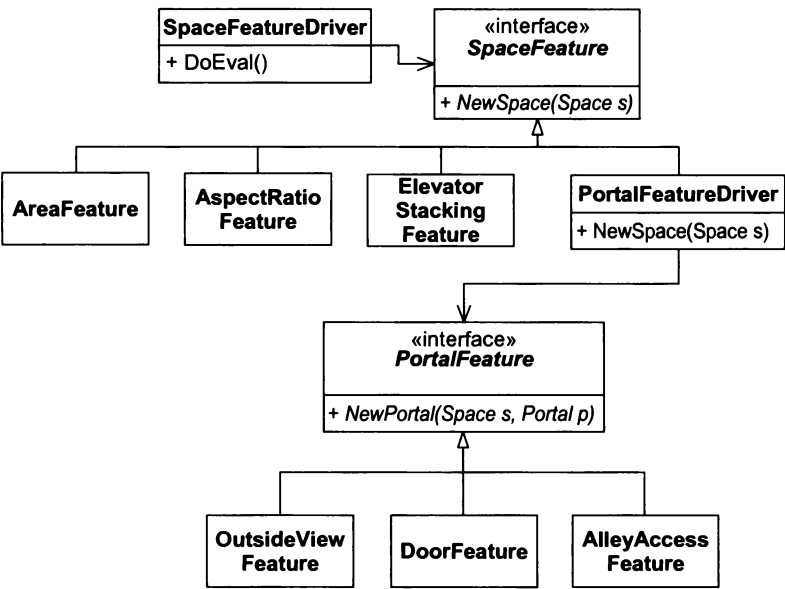 SpaceFeatureDriver
+ DoEval()
«interface»
SpaceFeature
+ NewSpace(Space s)
AreaFeature
AspectRatio
Feature
Elevator
Stacking
Feature
PortalFeatureDriver
+ NewSpace(Space s)
«interface»
PortalFeature
+ NewPortal(Space s, Portal p)
OutsideView
Feature
DoorFeature
AlleyAccess
Feature